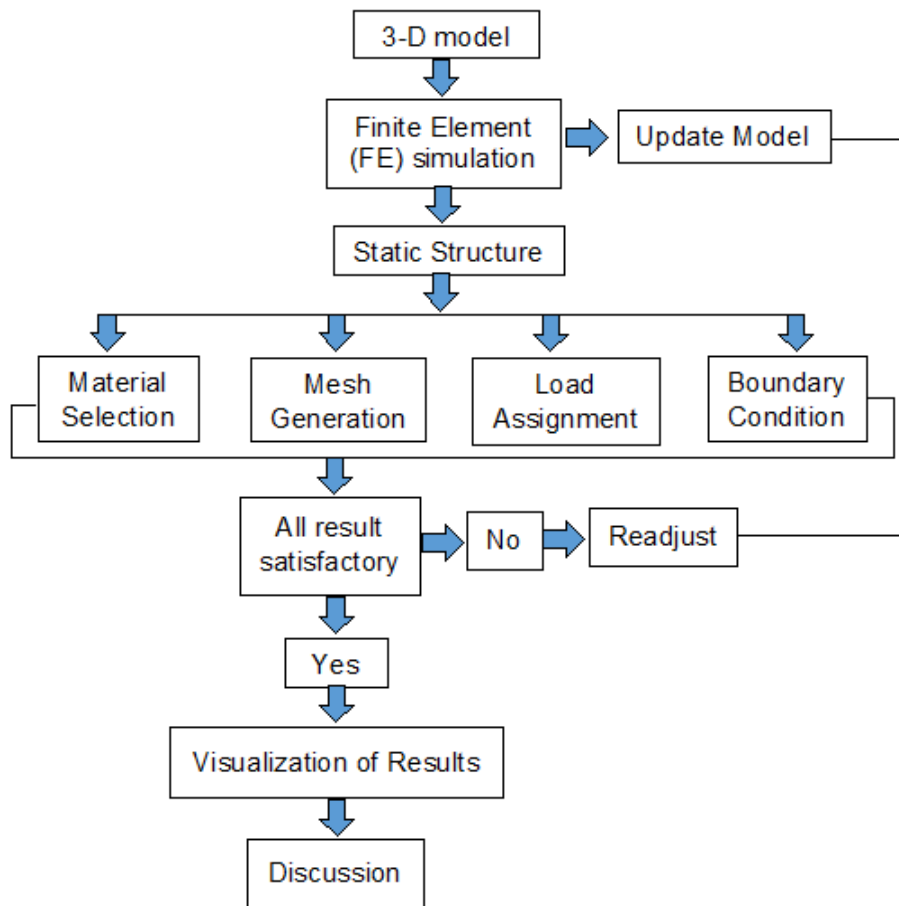 3-D model
Finite Element
(FE) simulation
Update Model
Static Structure
Material
Selection
Mesh
Generation
Load
Assignment
Boundary
Condition
All result
satisfactory
No
Readjust
Yes
Visualization of Results
Discussion